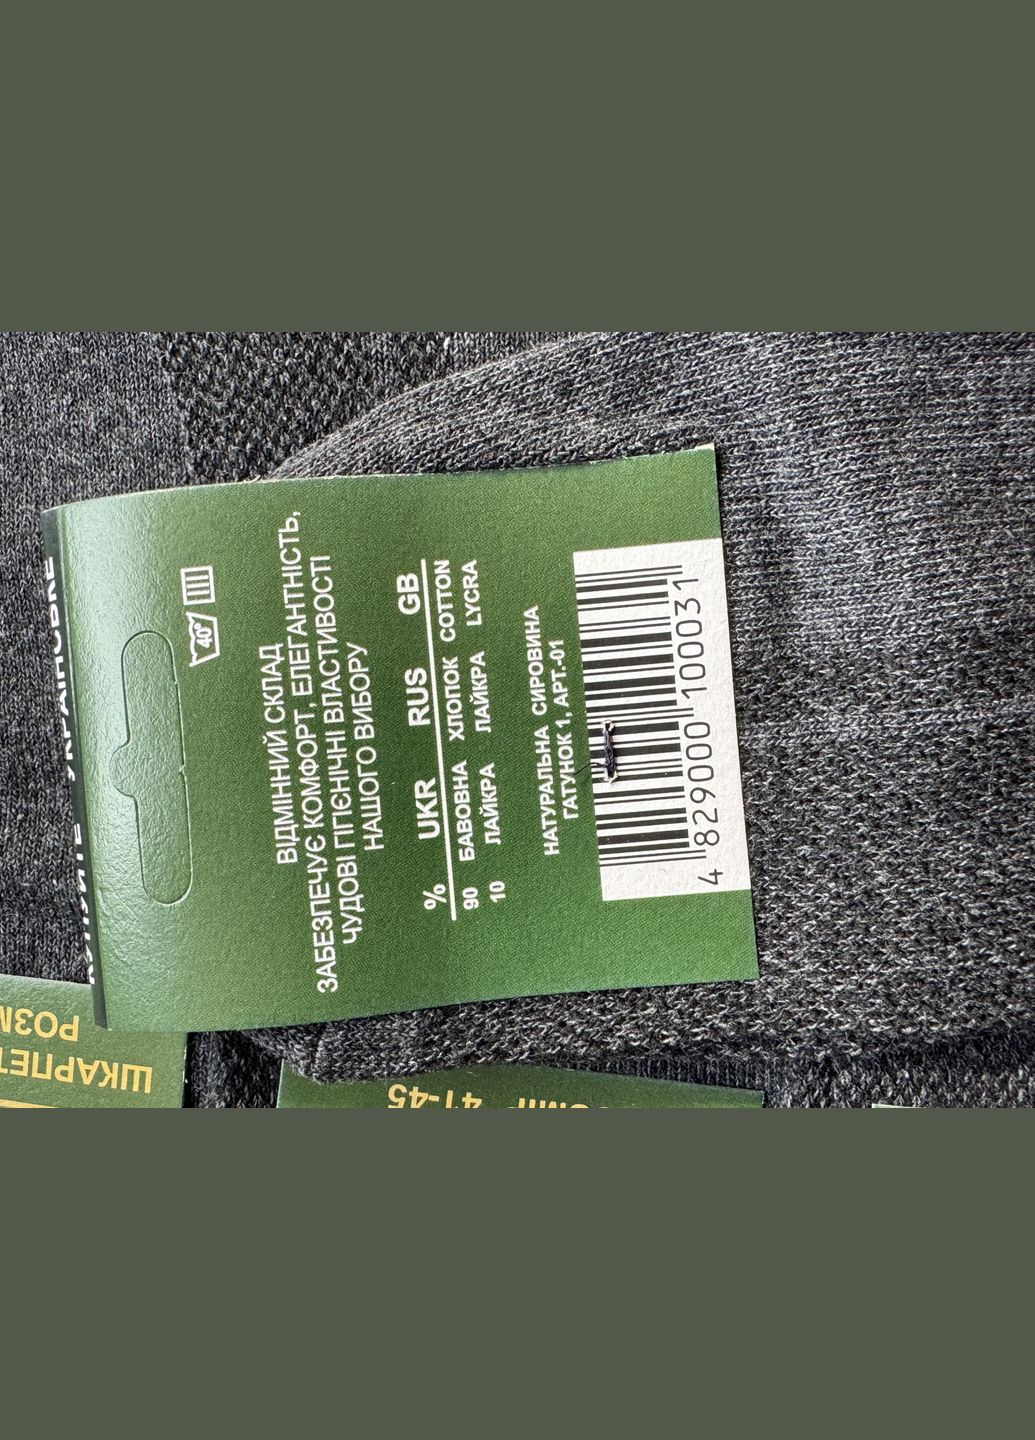 КУПУЙТЕ УКРАЇНСЬКЕ
40°
ВІДМІННИЙ СКЛАД
ЗАБЕЗПЕЧУЄ КОМФОРТ, ЕЛЕГАНТНІСТЬ,
ЧУДОВІ ГІГІЄНІЧНІ ВЛАСТИВОСТІ
НАШОГО ВИБОРУ
% UKR RUS GB
90 БАВОВНА ХЛОПОК COTTON
10 ЛАЙКРА ЛАЙКРА LYCRA
НАТУРАЛЬНА СИРОВИНА
ГАТУНОК 1, АРТ.-01
4 829000 100031
ШКАРПЕТ
РОЗМ
41-45